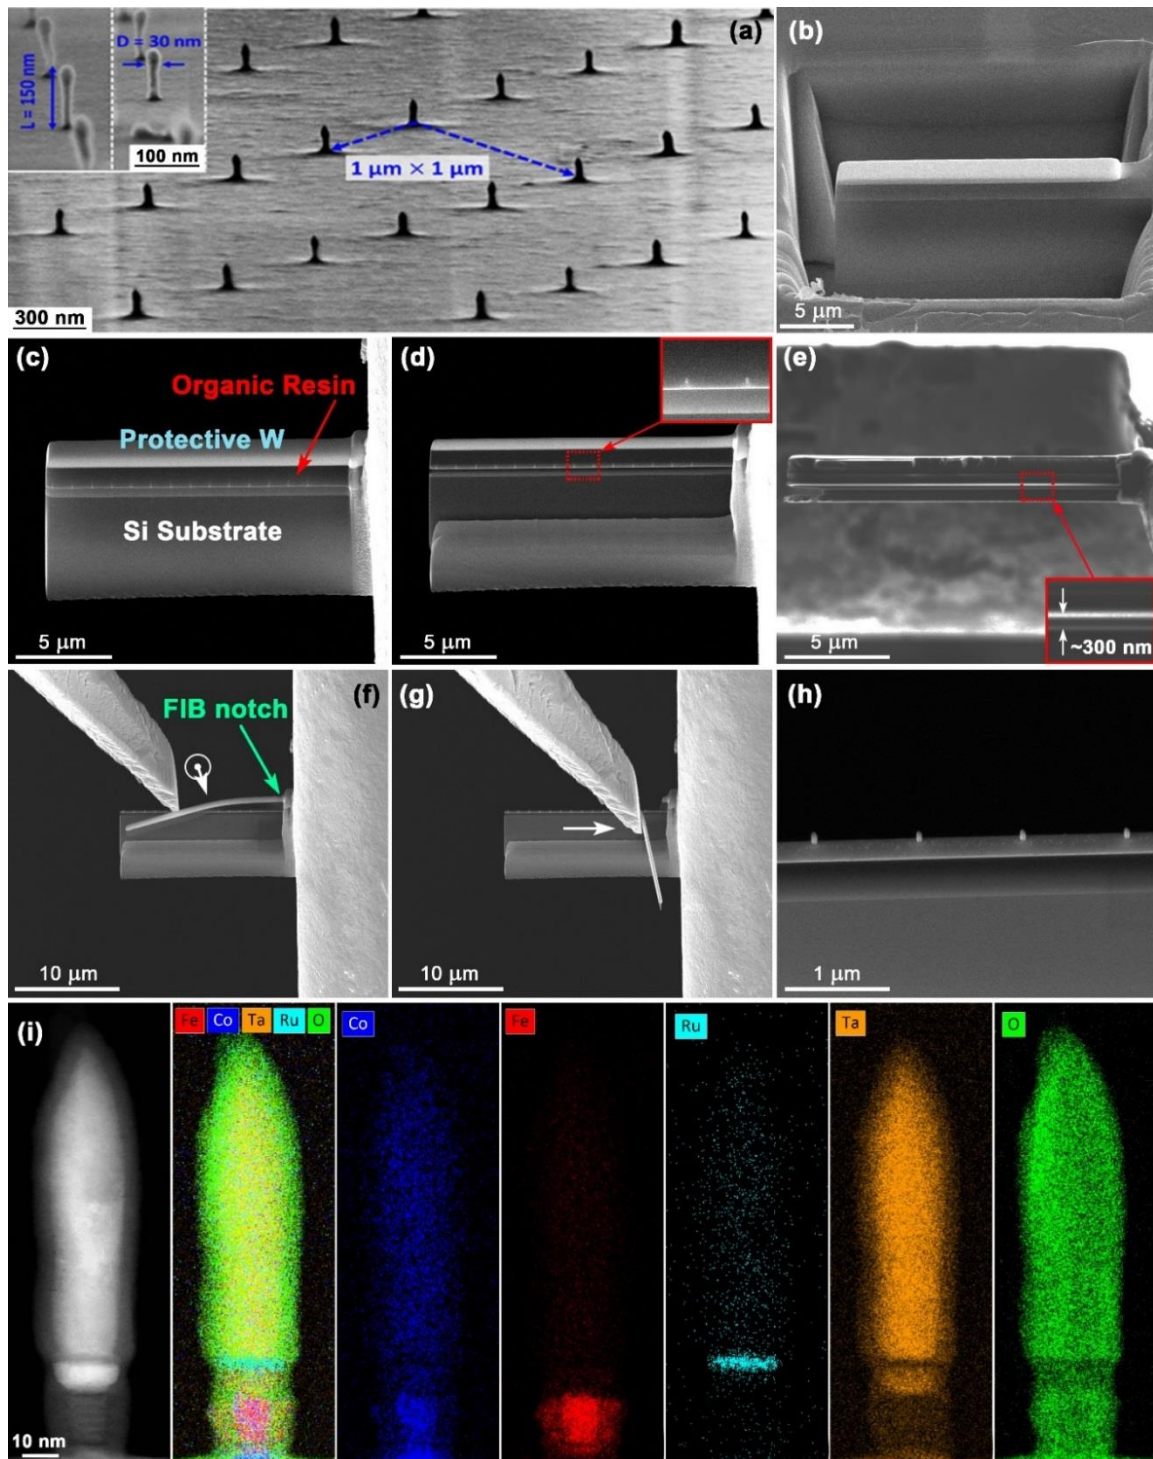 (a)
L = 150 nm
D = 30 nm
100 nm
1 µm × 1 µm
300 nm
(b)
5 µm
(c)
Organic Resin
Protective W
Si Substrate
5 µm
(d)
5 µm
(e)
5 µm
~300 nm
(f)
FIB notch
10 µm
(g)
10 µm
(h)
1 µm
(i)
Fe Co Ta Ru O
Co
Fe
Ru
Ta
O
10 nm